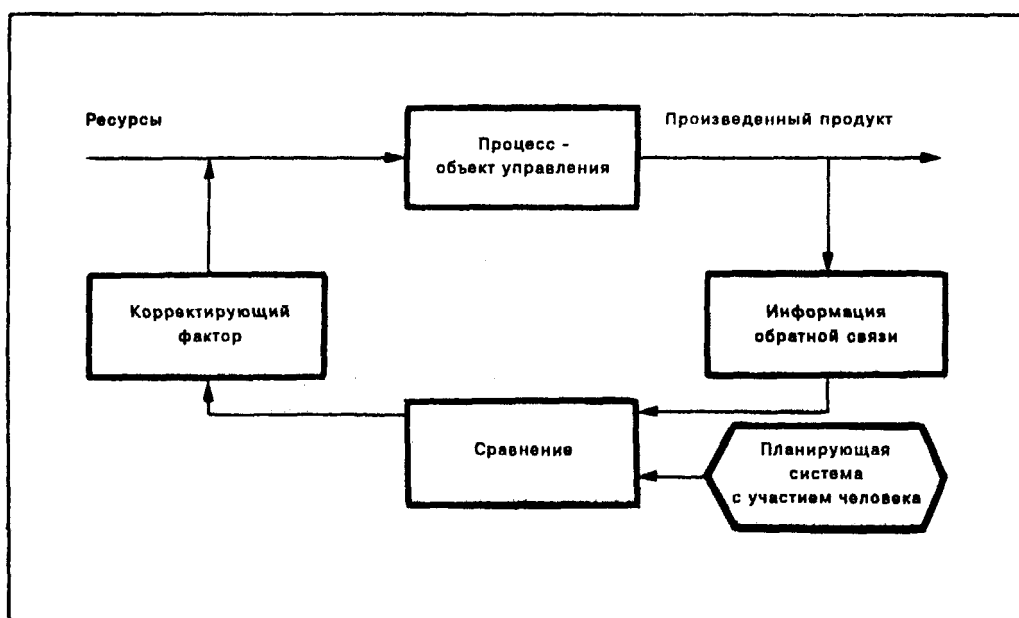 Ресурсы
Процесс -
объект управления
Произведенный продукт
Корректирующий
фактор
Информация
обратной связи
Сравнение
Планирующая
система
с участием человека